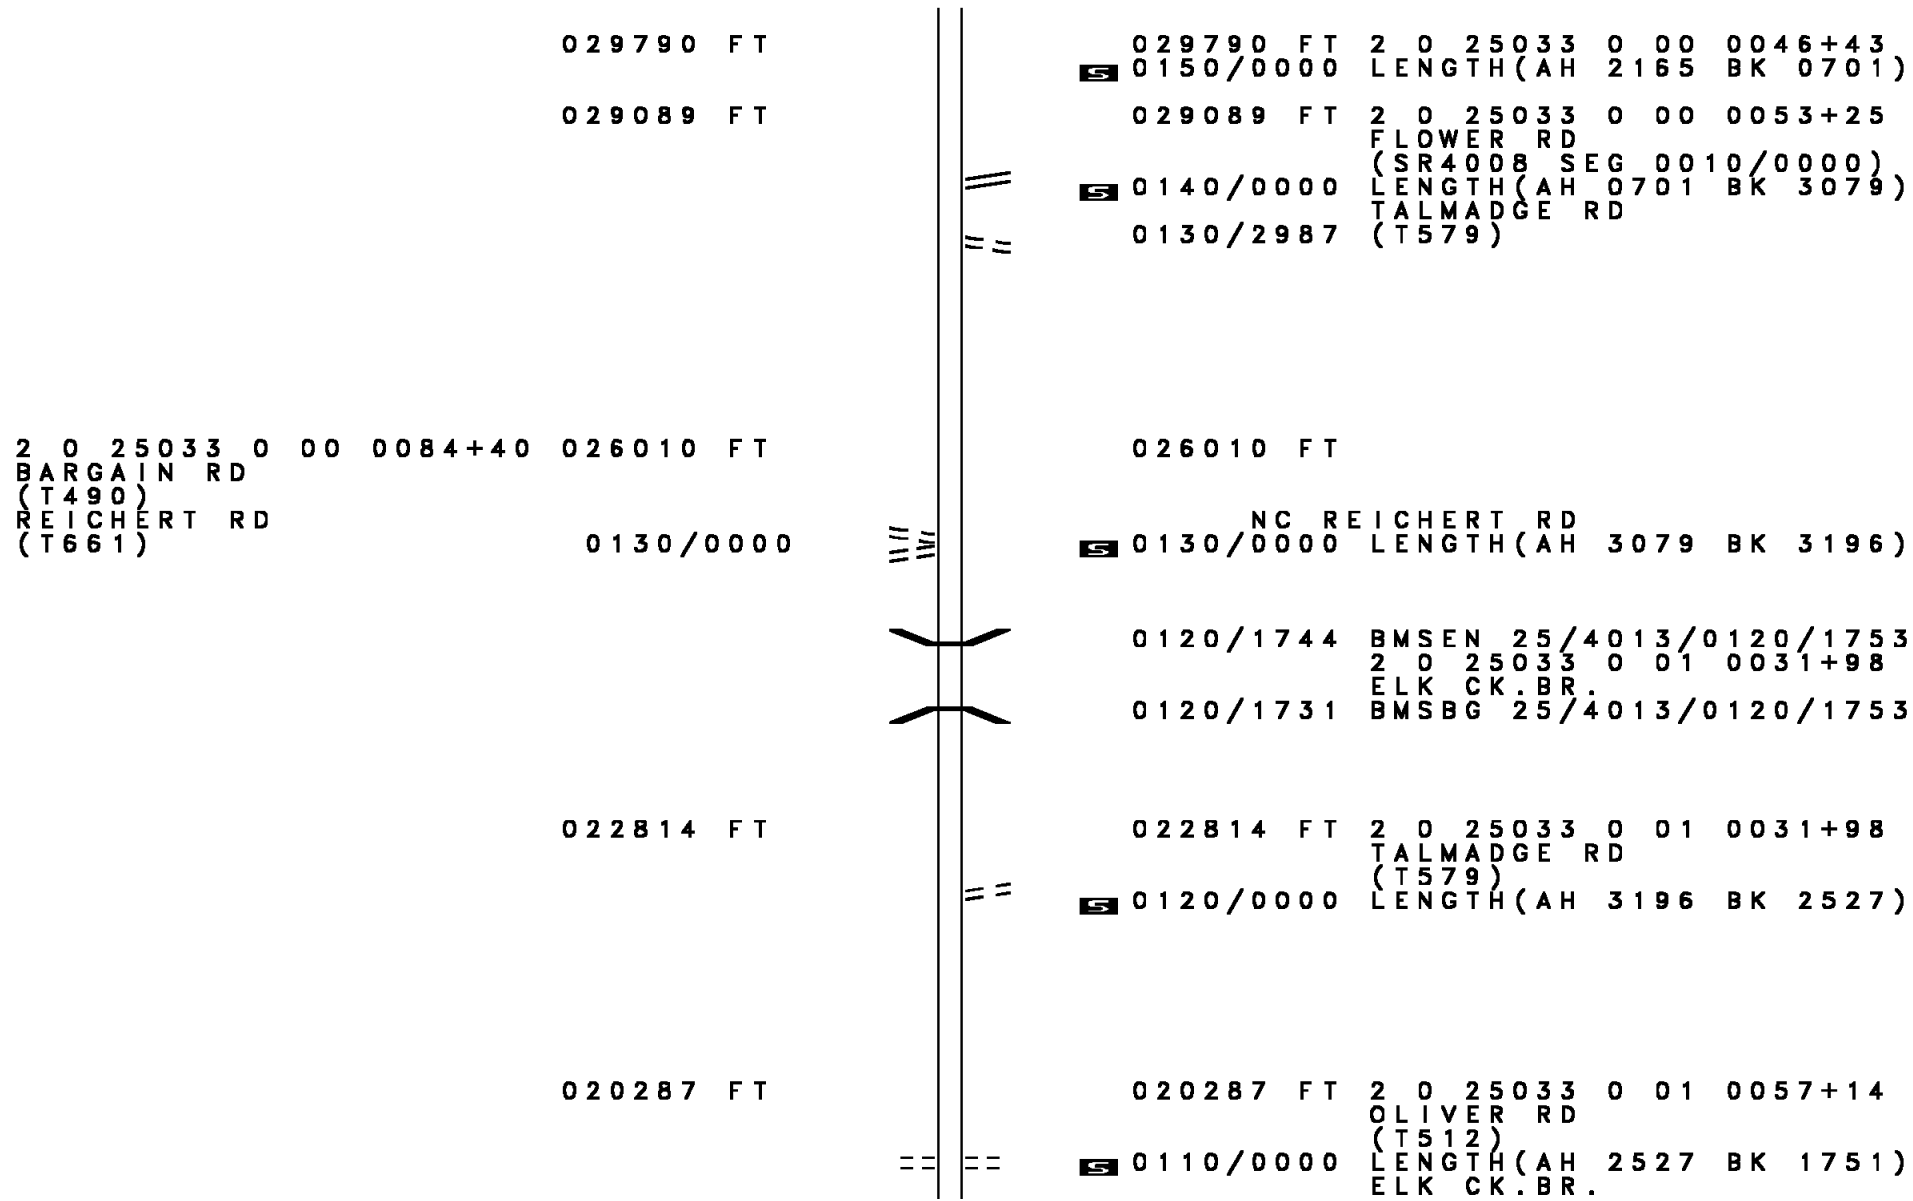 029790 FT 029790 FT 2 0 25033 0 00 0046+43
S 0150/0000 LENGTH(AH 2165 BK 0701)
029089 FT 029089 FT 2 0 25033 0 00 0053+25
FLOWER RD
(SR4008 SEG 0010/0000)
S 0140/0000 LENGTH(AH 0701 BK 3079)
TALMADGE RD
0130/2987 (T579)
2 0 25033 0 00 0084+40 026010 FT 026010 FT
BARGAIN RD
(T490)
REICHERT RD NC REICHERT RD
(T661) 0130/0000 S 0130/0000 LENGTH(AH 3079 BK 3196)
0120/1744 BMSEN 25/4013/0120/1753
2 0 25033 0 01 0031+98
ELK CK.BR.
0120/1731 BMSBG 25/4013/0120/1753
022814 FT 022814 FT 2 0 25033 0 01 0031+98
TALMADGE RD
(T579)
S 0120/0000 LENGTH(AH 3196 BK 2527)
020287 FT 020287 FT 2 0 25033 0 01 0057+14
OLIVER RD
(T512)
S 0110/0000 LENGTH(AH 2527 BK 1751)
ELK CK.BR.